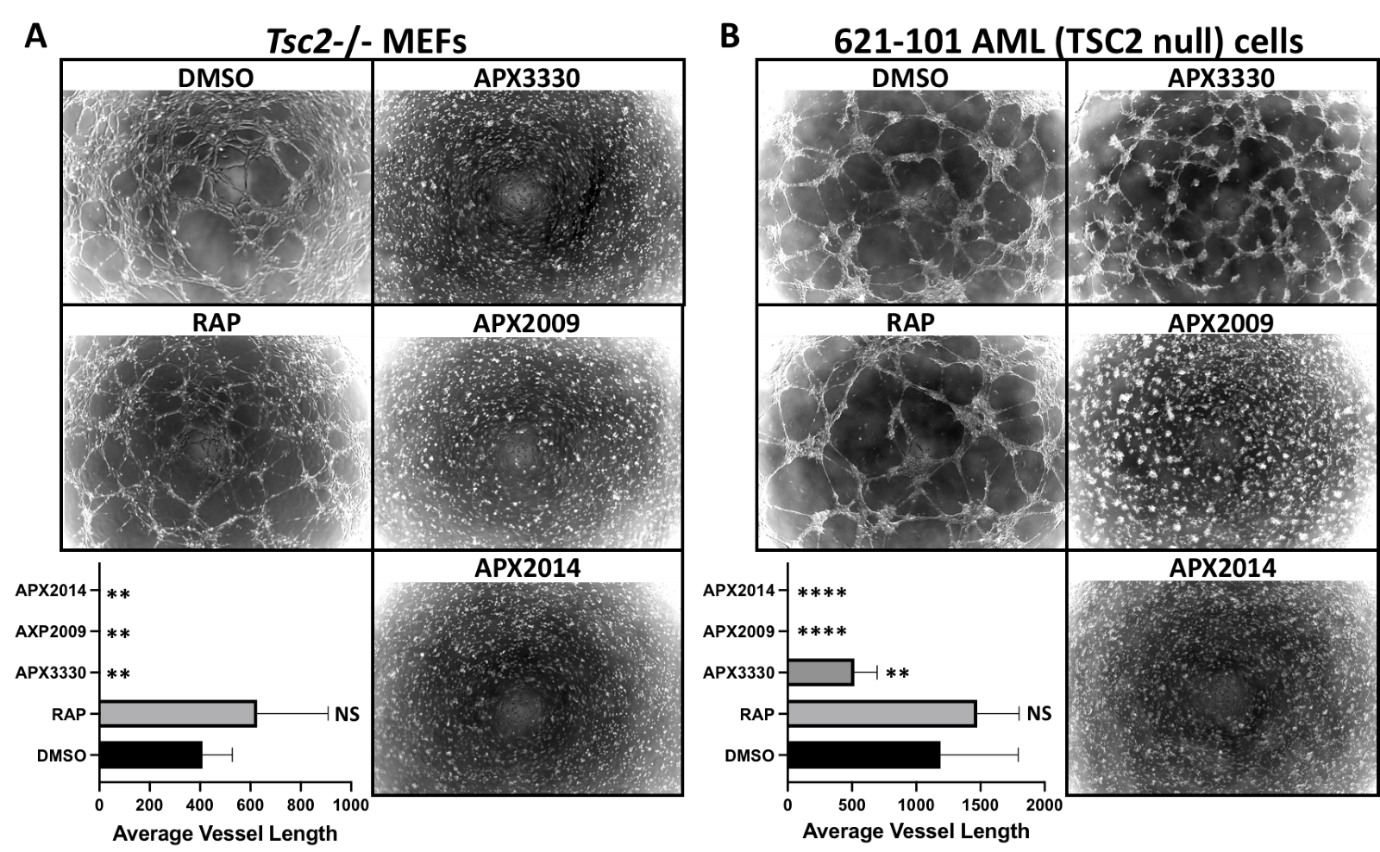 A
Tsc2-/- MEFs
DMSO
APX3330
RAP
APX2009
APX2014
APX2014
**
AXP2009
**
APX3330
**
RAP
NS
DMSO
0 200 400 600 800 1000
Average Vessel Length
B
621-101 AML (TSC2 null) cells
DMSO
APX3330
RAP
APX2009
APX2014
APX2014
****
APX2009
****
APX3330
**
RAP
NS
DMSO
0 500 1000 1500 2000
Average Vessel Length